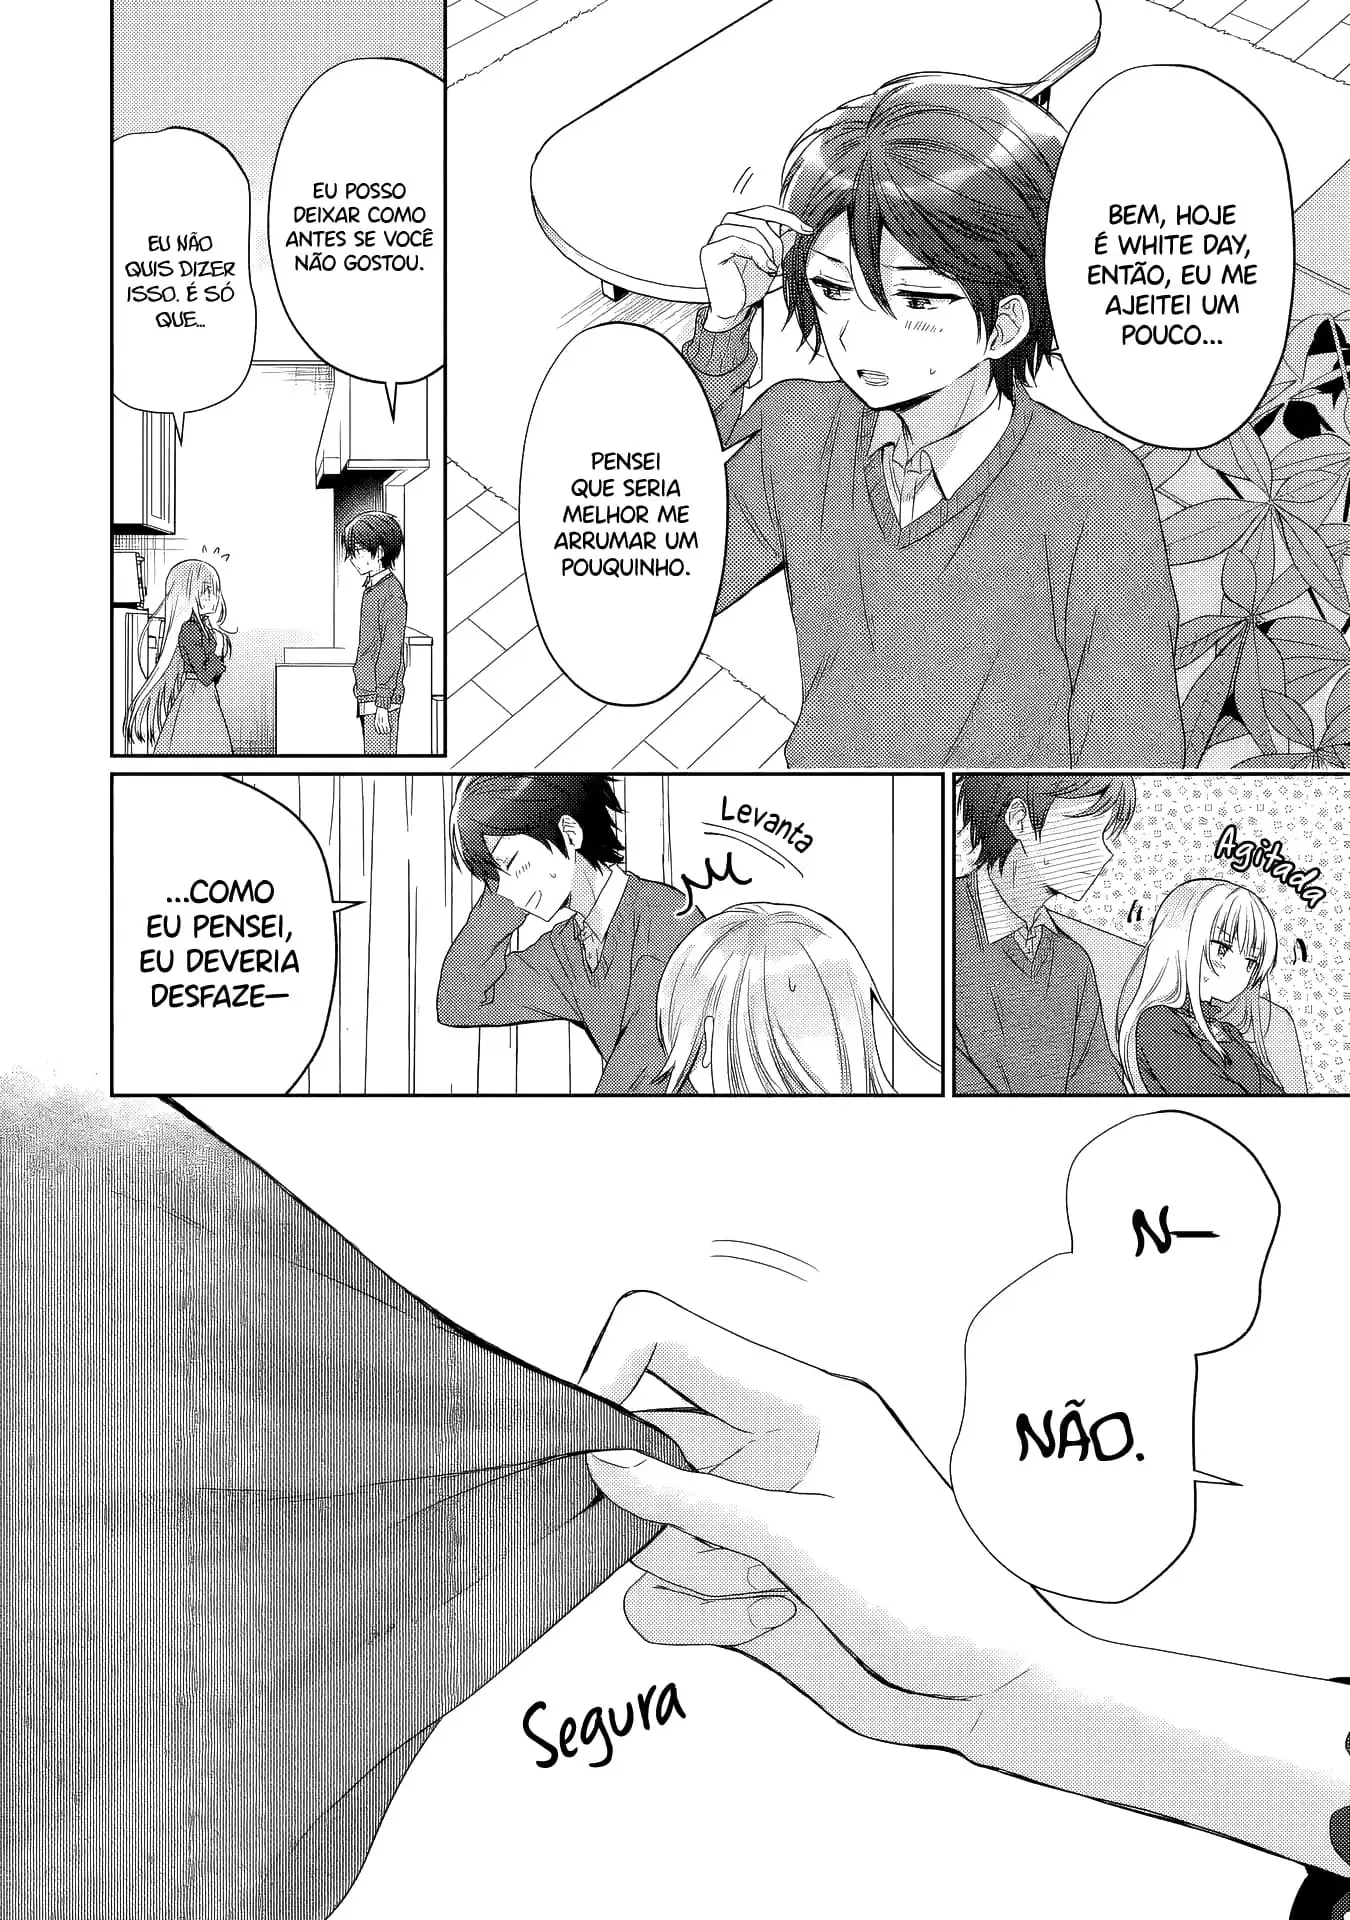 BEM, HOJE
É WHITE DAY,
ENTÃO, EU ME
AJEITEI UM
POUCO...
PENSEI
QUE SERIA
MELHOR ME
ARRUMAR UM
POUQUINHO.
EU POSSO
DEIXAR COMO
ANTES SE VOCÊ
NÃO GOSTOU.
EU NÃO
QUIS DIZER
ISSO. É SÓ
QUE...
Agitada
Levanta
...COMO
EU PENSEI,
EU DEVERIA
DESFAZE—
N—
NÃO.
Segura